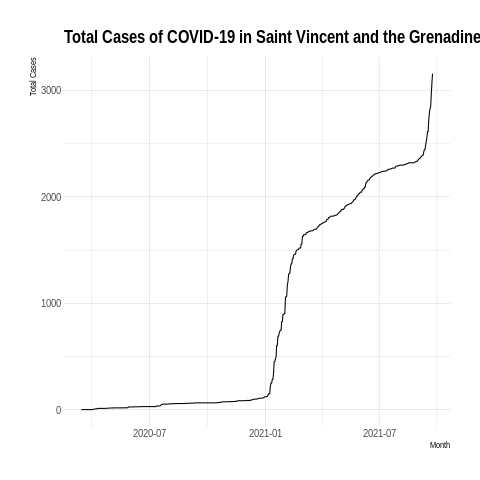 Total Cases of COVID-19 in Saint Vincent and the Grenadine
Total Cases
3000
2000
1000
0
2020-07
2021-01
2021-07
Month